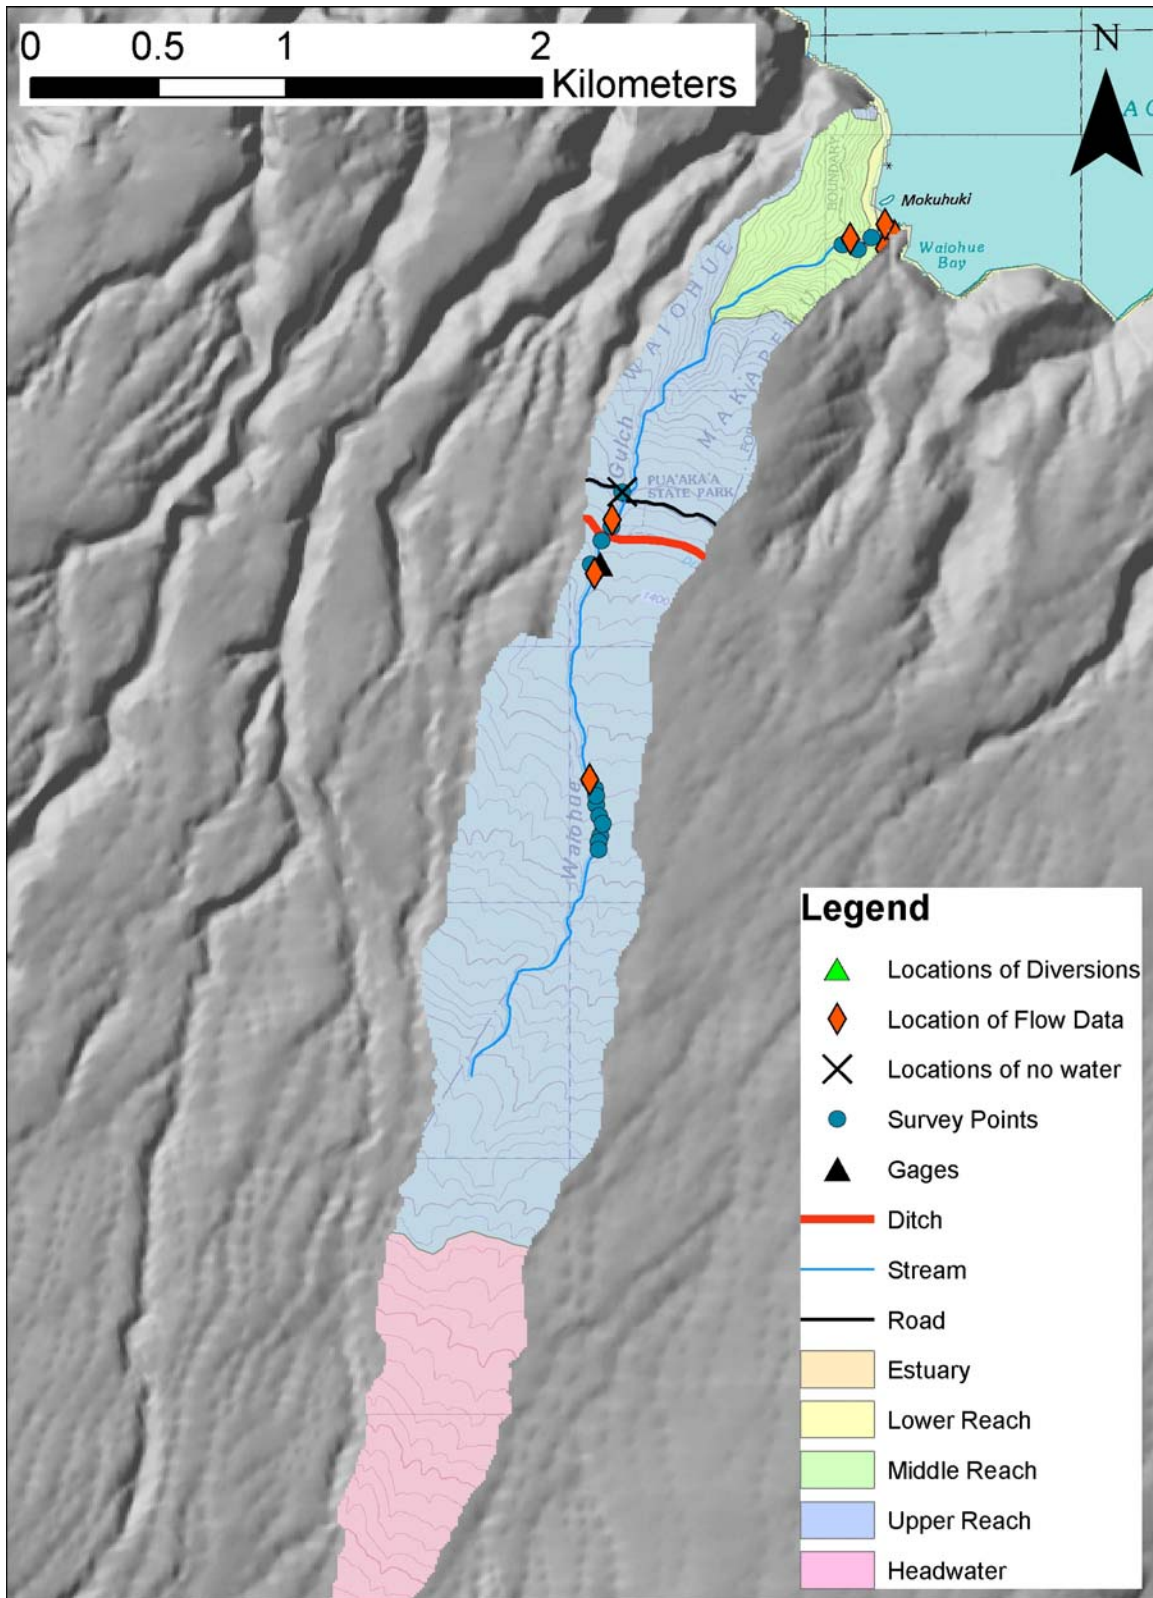 0 0.5 1 2
Kilometers
N
BOUNDARY
Mokuhuki
Waiohue
Bay
WAIOHUE
Gulch
PUA'AKA'A
STATE PARK
1400
Waiohue
Legend
Locations of Diversions
Location of Flow Data
Locations of no water
Survey Points
Gages
Ditch
Stream
Road
Estuary
Lower Reach
Middle Reach
Upper Reach
Headwater